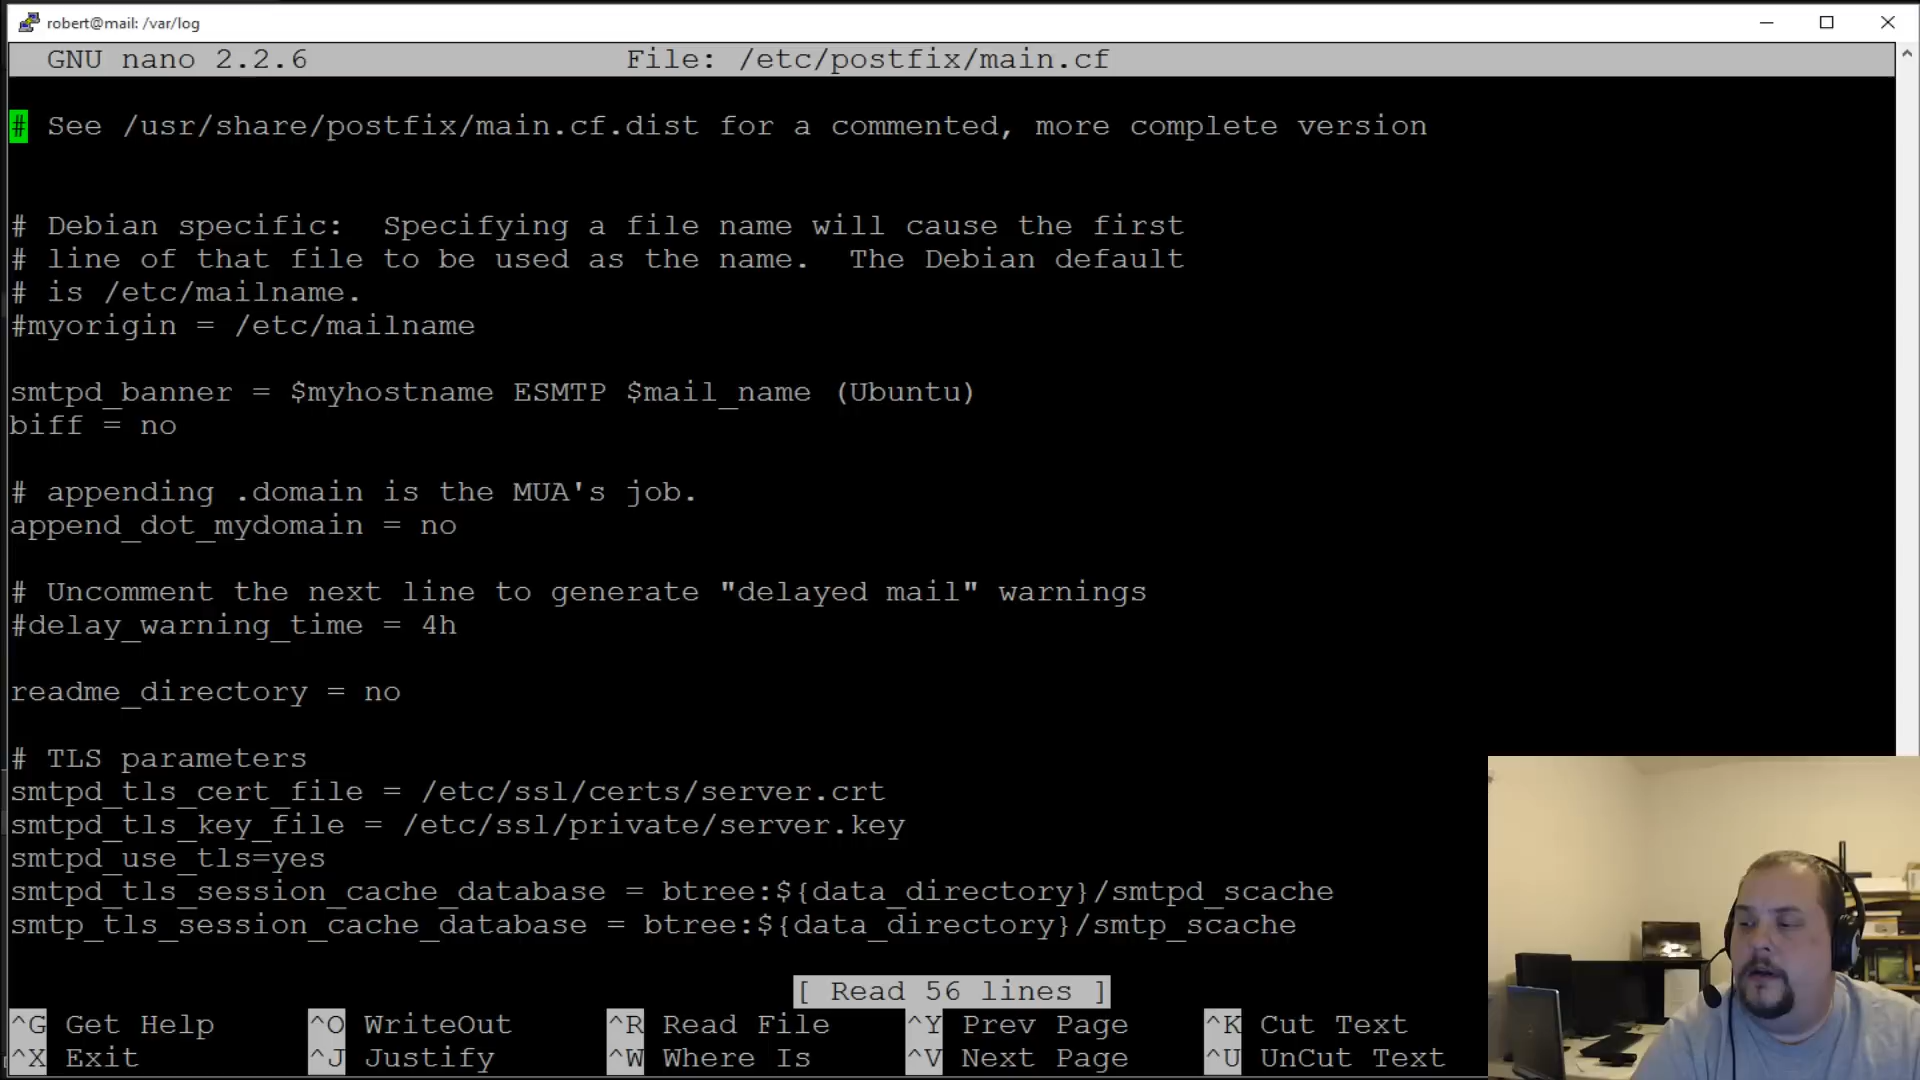 robert@mail: /var/log
GNU nano 2.2.6 File: /etc/postfix/main.cf
# See /usr/share/postfix/main.cf.dist for a commented, more complete version
# Debian specific:  Specifying a file name will cause the first
# line of that file to be used as the name.  The Debian default
# is /etc/mailname.
#myorigin = /etc/mailname
smtpd_banner = $myhostname ESMTP $mail_name (Ubuntu)
biff = no
# appending .domain is the MUA's job.
append_dot_mydomain = no
# Uncomment the next line to generate "delayed mail" warnings
#delay_warning_time = 4h
readme_directory = no
# TLS parameters
smtpd_tls_cert_file = /etc/ssl/certs/server.crt
smtpd_tls_key_file = /etc/ssl/private/server.key
smtpd_use_tls=yes
smtpd_tls_session_cache_database = btree:${data_directory}/smtpd_scache
smtp_tls_session_cache_database = btree:${data_directory}/smtp_scache
[ Read 56 lines ]
^G Get Help ^O WriteOut ^R Read File ^Y Prev Page ^K Cut Text
^X Exit ^J Justify ^W Where Is ^V Next Page ^U UnCut Text